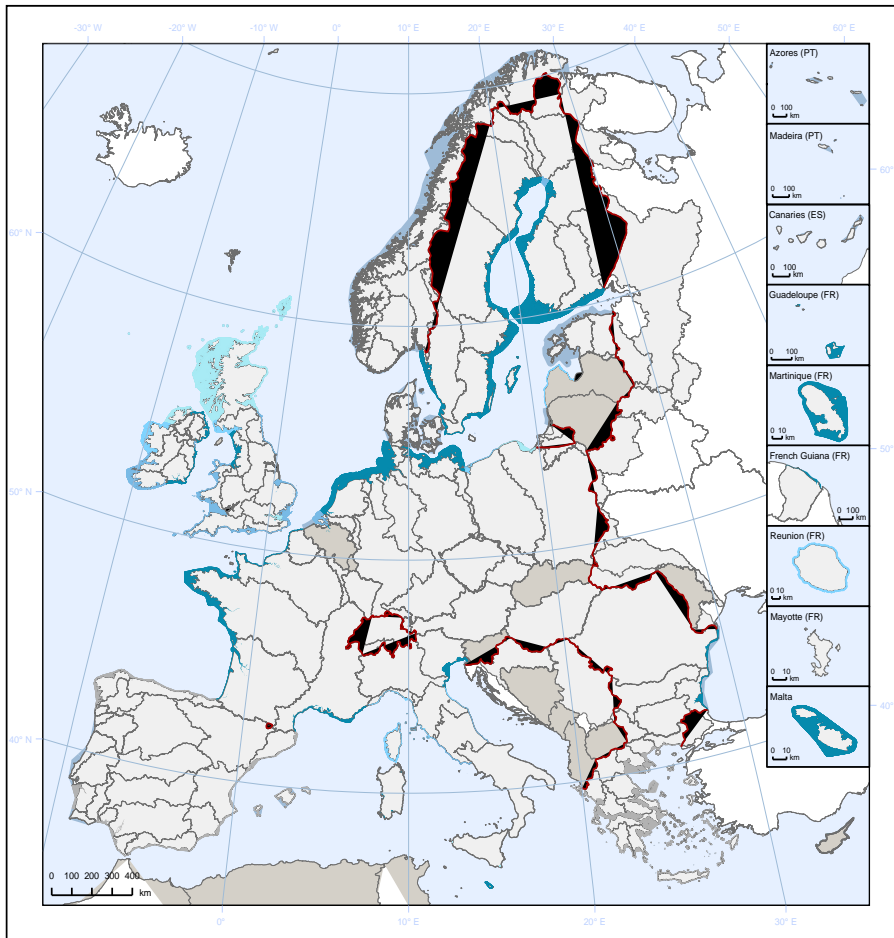 -30° W
-20° W
-10° W
0°
10° E
20° E
30° E
40° E
50° E
60° E
60° N
50° N
40° N
60°
50°
40°
0°
10° E
20° E
30° E
0 100 200 300 400
km
Azores (PT)
0 100
km
Madeira (PT)
0 100
km
Canaries (ES)
0 100
km
Guadeloupe (FR)
0 100
km
Martinique (FR)
0 10
km
French Guiana (FR)
0 100
km
Reunion (FR)
0 10
km
Mayotte (FR)
0 10
km
Malta
0 10
km